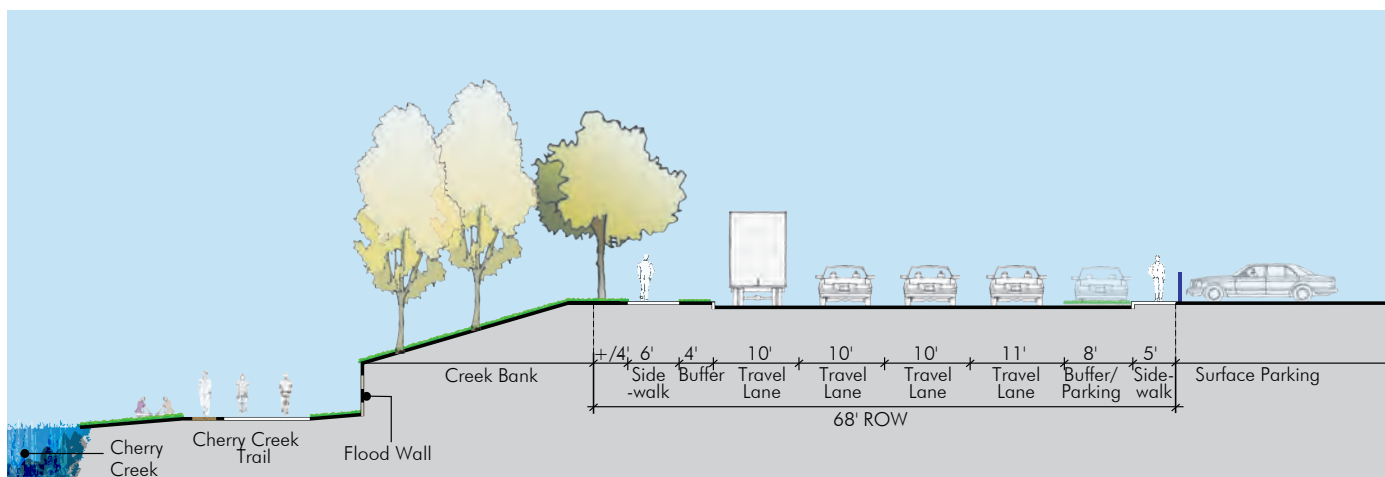 +/4' 6' 4' 10' 10' 10' 11' 8' 5'
Creek Bank
Side
-walk
Buffer
Travel
Lane
Travel
Lane
Travel
Lane
Travel
Lane
Buffer/
Parking
Side-
walk
Surface Parking
68' ROW
Cherry
Creek
Cherry Creek
Trail
Flood Wall